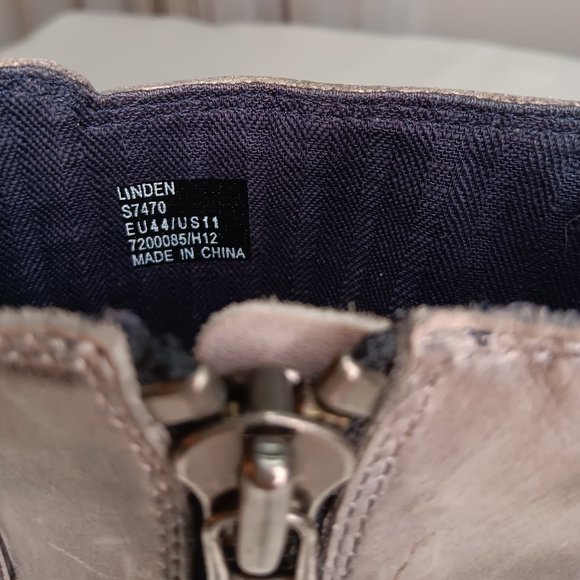 LINDEN
S7470
EU44/US11
7200085/H12
MADE IN CHINA